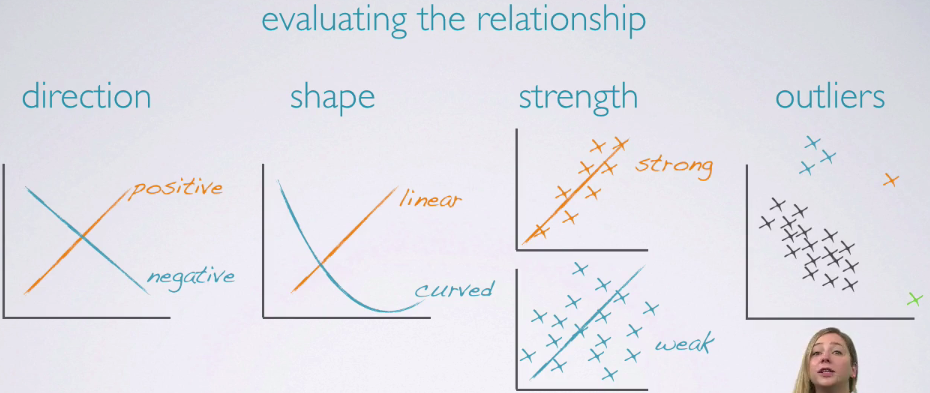 evaluating the relationship
direction
shape
strength
outliers
positive
negative
linear
curved
strong
weak